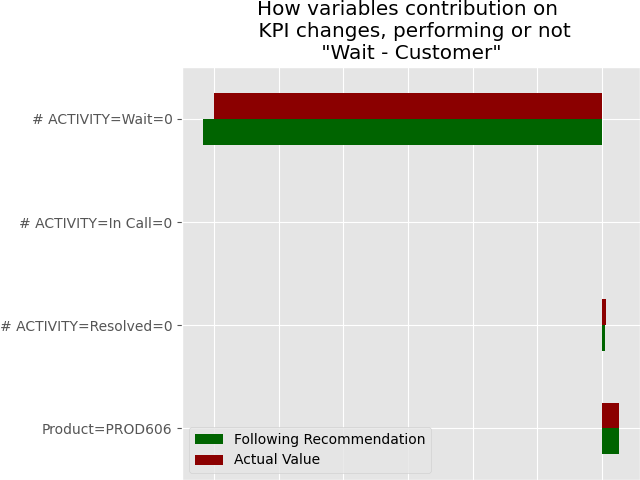 How variables contribution on
KPI changes, performing or not
"Wait - Customer"
# ACTIVITY=Wait=0
# ACTIVITY=In Call=0
# ACTIVITY=Resolved=0
Product=PROD606
Following Recommendation
Actual Value